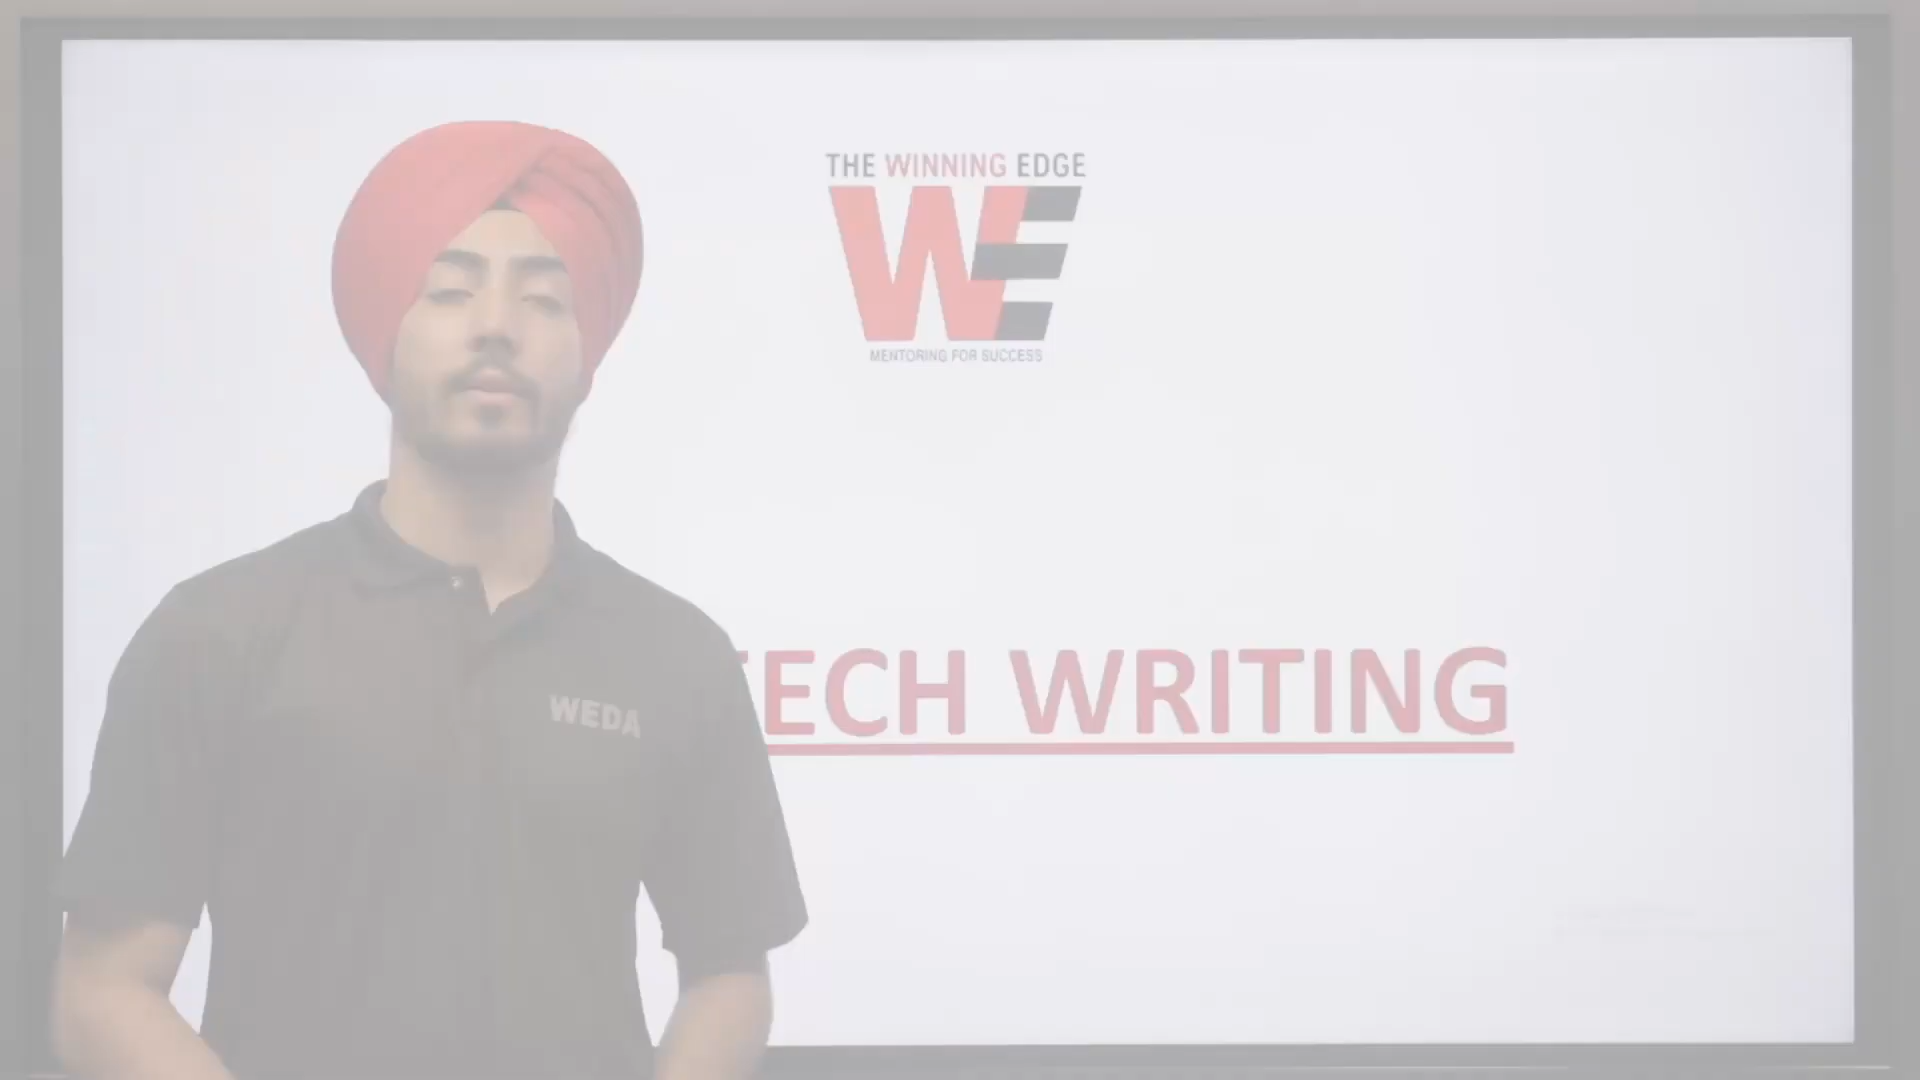 THE WINNING EDGE
WE
MENTORING FOR SUCCESS
ECH WRITING
WEDA